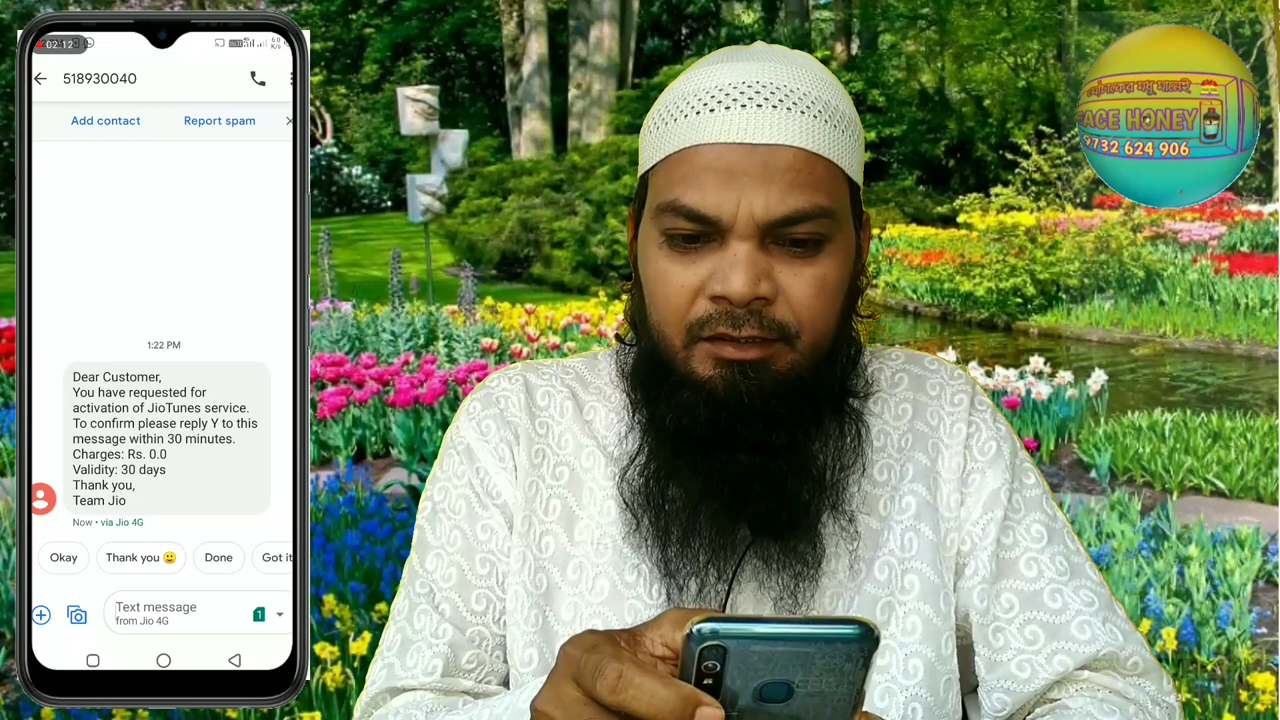 02:12
6.0
K/s
518930040
Add contact
Report spam
1:22 PM
Dear Customer,
You have requested for
activation of JioTunes service.
To confirm please reply Y to this
message within 30 minutes.
Charges: Rs. 0.0
Validity: 30 days
Thank you,
Team Jio
Now • via Jio 4G
Okay
Thank you 🙂
Done
Got it
Text message
from Jio 4G
1
মধু মানেই
HONEY
9732 624 906